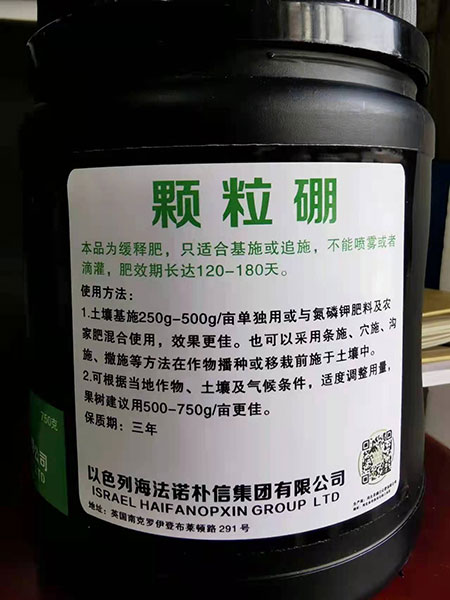 颗粒硼
本品为缓释肥，只适合基施或追施，不能喷雾或者
滴灌，肥效期长达120-180天。
使用方法：
1.土壤基施250g-500g/亩单独用或与氮磷钾肥料及农
家肥混合使用，效果更佳。也可以采用条施、穴施、沟
施、撒施等方法在作物播种或移栽前施于土壤中。
2.可根据当地作物、土壤及气候条件，适度调整用量，
果树建议用500-750g/亩更佳。
保质期：三年
以色列海法诺朴信集团有限公司
ISRAEL HAIFANOPXIN GROUP LTD
地址：英国南克罗伊登布莱顿路 291 号
750克
公司
TD